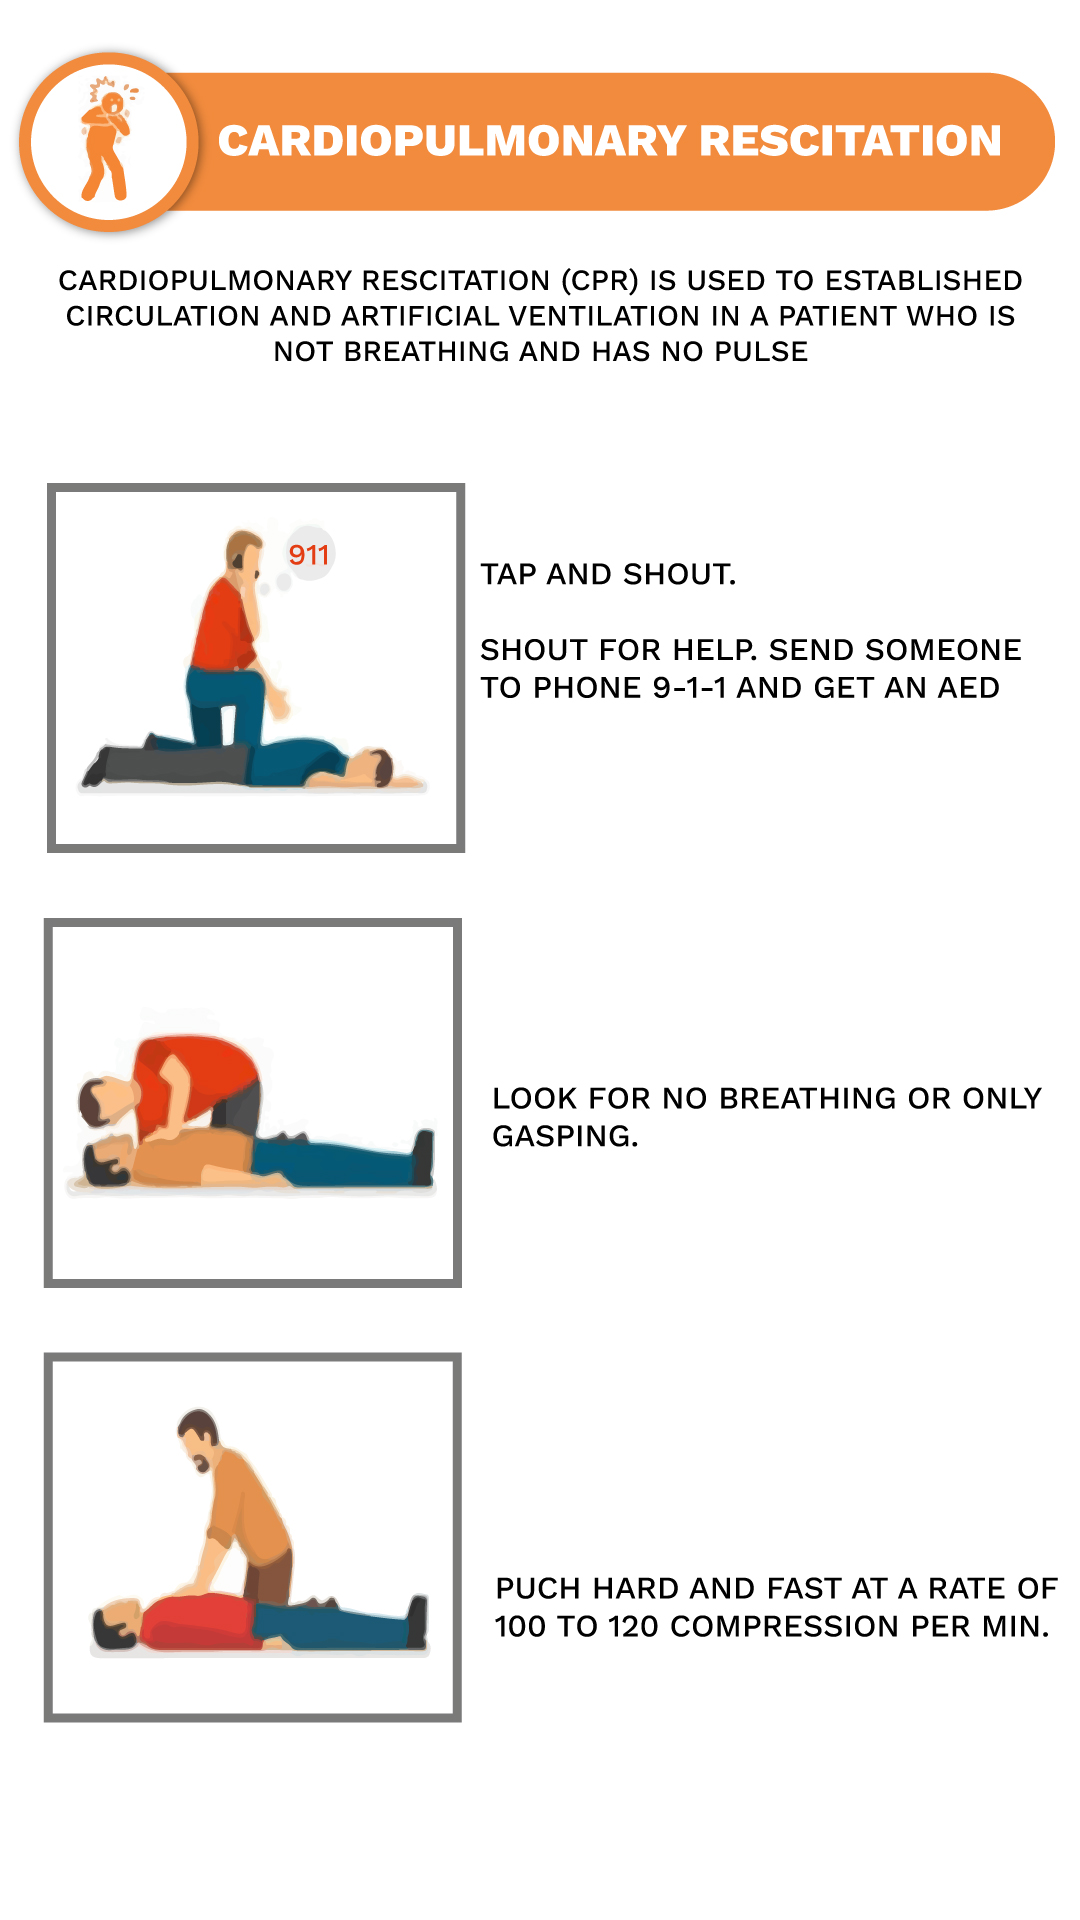 CARDIOPULMONARY RESCITATION
CARDIOPULMONARY RESCITATION (CPR) IS USED TO ESTABLISHED
CIRCULATION AND ARTIFICIAL VENTILATION IN A PATIENT WHO IS
NOT BREATHING AND HAS NO PULSE
911
TAP AND SHOUT.
SHOUT FOR HELP. SEND SOMEONE
TO PHONE 9-1-1 AND GET AN AED
LOOK FOR NO BREATHING OR ONLY
GASPING.
PUCH HARD AND FAST AT A RATE OF
100 TO 120 COMPRESSION PER MIN.